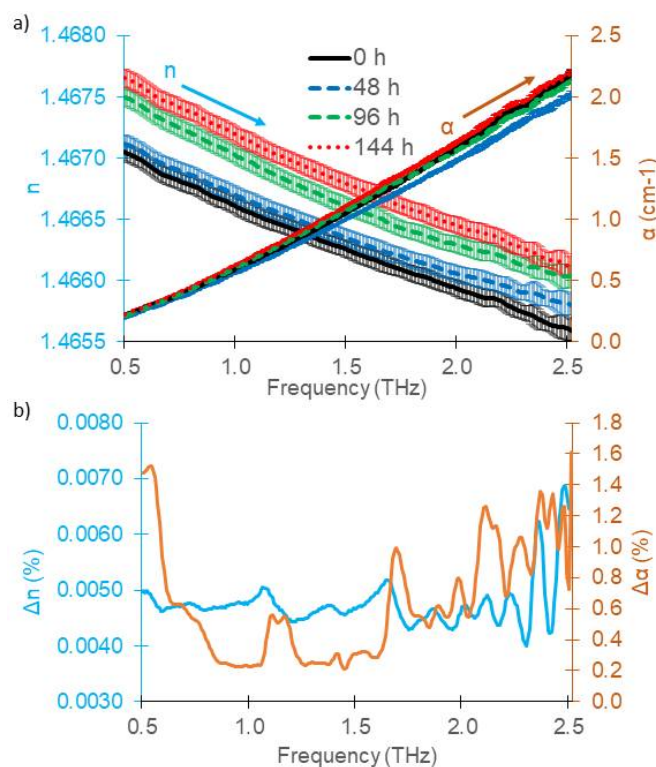 a)
1.4680
1.4675
1.4670
1.4665
1.4660
1.4655
n
n
0 h
48 h
96 h
144 h
α
2.5
2.0
1.5
1.0
0.5
0.0
α (cm-1)
0.5 1.0 1.5 2.0 2.5
Frequency (THz)
b)
0.0080
0.0070
0.0060
0.0050
0.0040
0.0030
Δn (%)
1.8
1.6
1.4
1.2
1.0
0.8
0.6
0.4
0.2
0.0
Δα (%)
0.5 1.0 1.5 2.0 2.5
Frequency (THz)